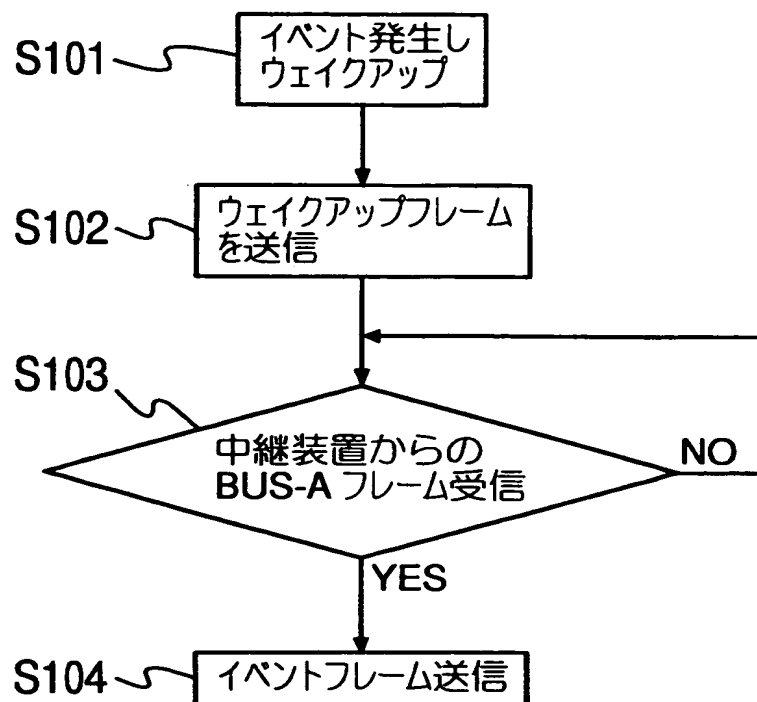 S101
イベント発生し
ウェイクアップ
S102
ウェイクアップフレーム
を送信
S103
中継装置からの
BUS-A フレーム受信
NO
YES
S104
イベントフレーム送信